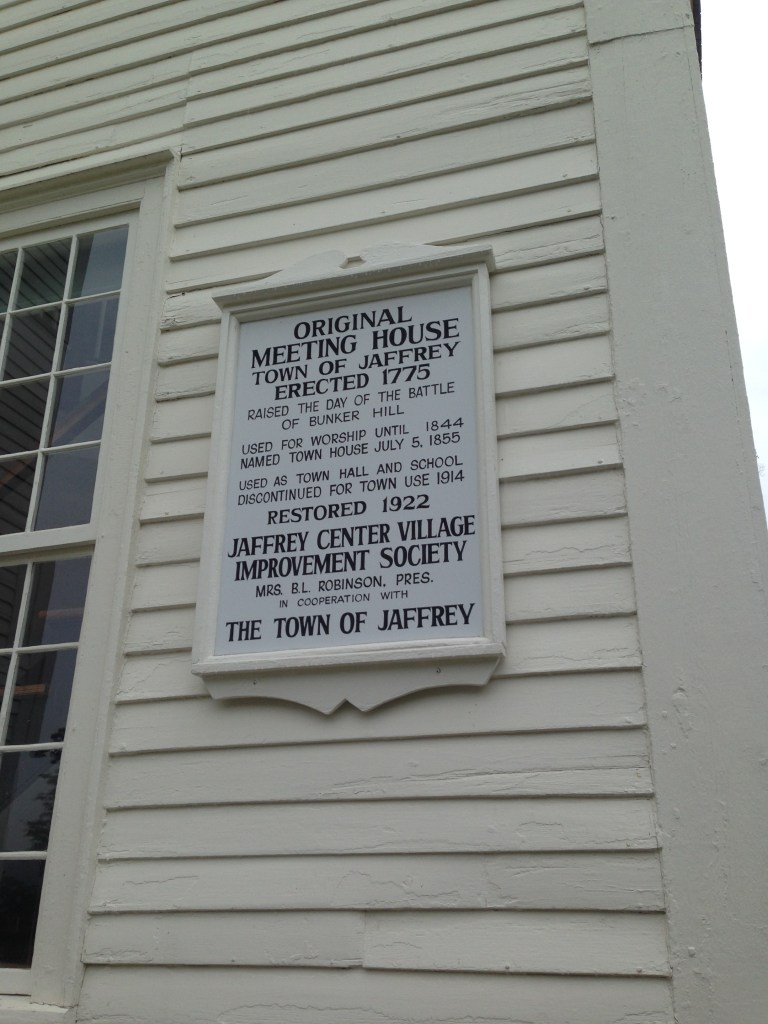 ORIGINAL
MEETING HOUSE
TOWN OF JAFFREY
ERECTED 1775
RAISED THE DAY OF THE BATTLE
OF BUNKER HILL
USED FOR WORSHIP UNTIL 1844
NAMED TOWN HOUSE JULY 5, 1855
USED AS TOWN HALL AND SCHOOL
DISCONTINUED FOR TOWN USE 1914
RESTORED 1922
JAFFREY CENTER VILLAGE
IMPROVEMENT SOCIETY
MRS. B.L. ROBINSON, PRES.
IN COOPERATION WITH
THE TOWN OF JAFFREY